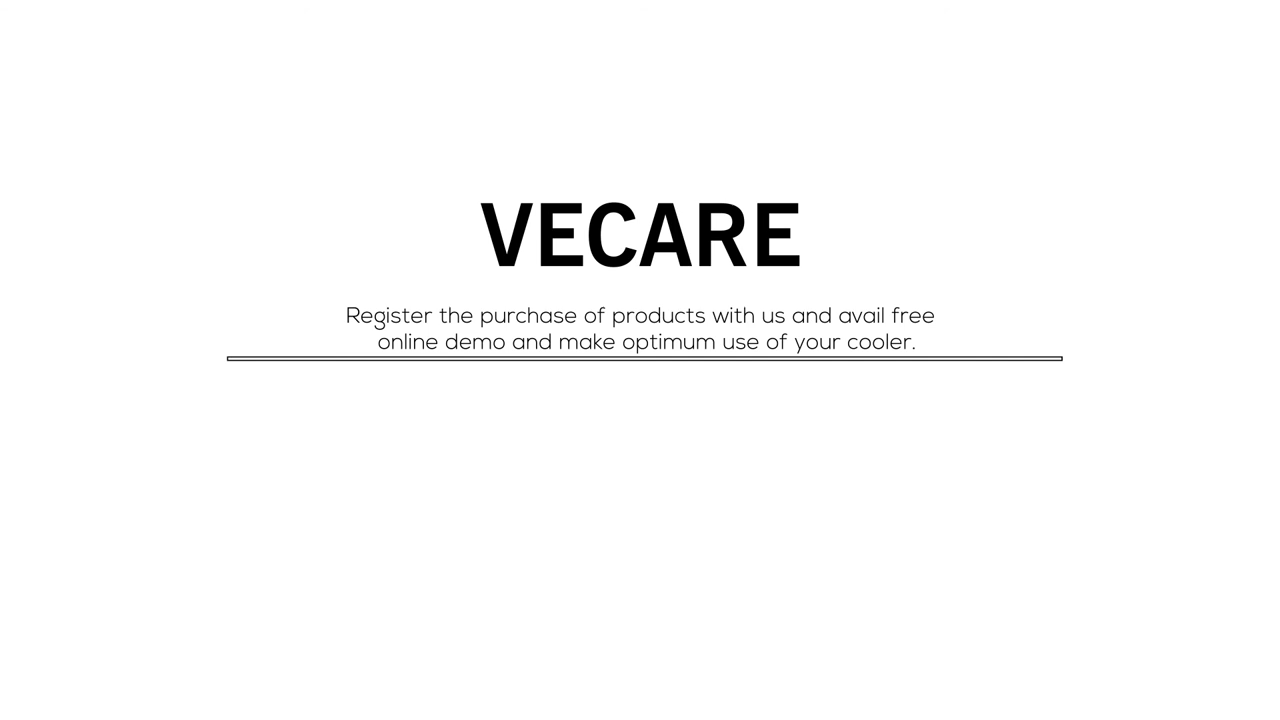 VECARE
Register the purchase of products with us and avail free
online demo and make optimum use of your cooler.